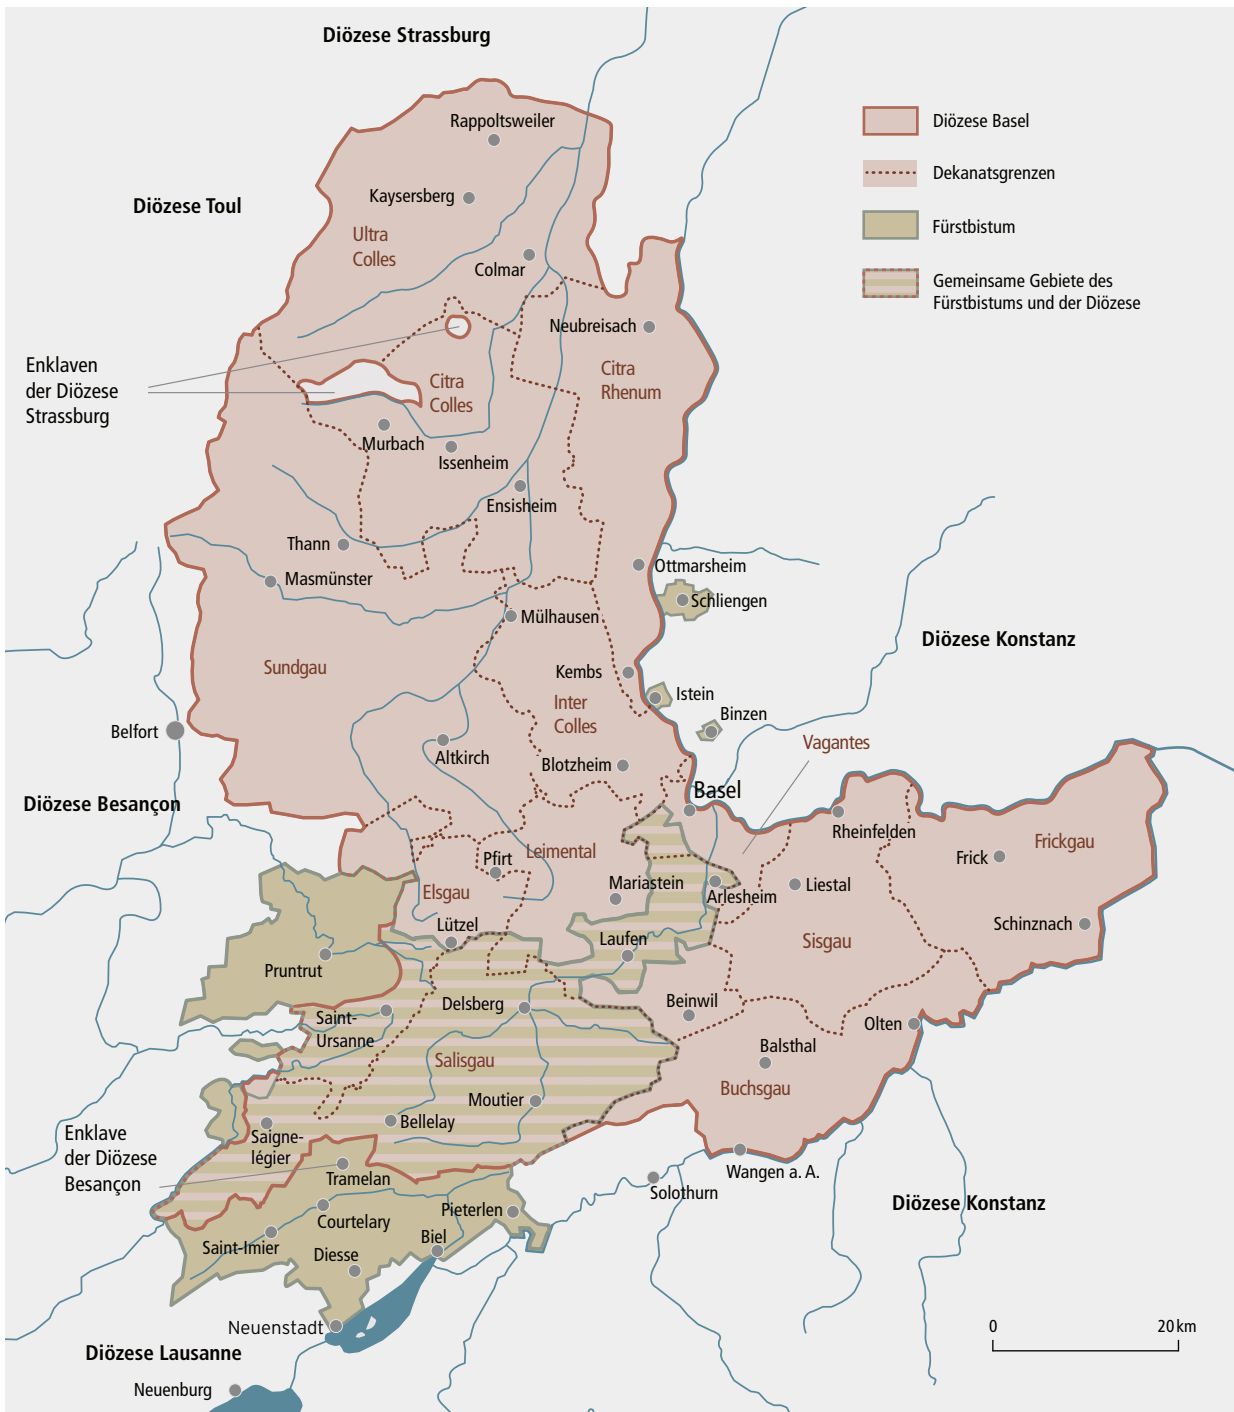 Diözese Strassburg
Rappoltsweiler
Diözese Basel
Dekanatsgrenzen
Fürstbistum
Gemeinsame Gebiete des
Fürstbistums und der Diözese
Kaysersberg
Diözese Toul
Ultra
Colles
Colmar
Neubreisach
Enklaven
der Diözese
Strassburg
Citra
Colles
Citra
Rhenum
Murbach
Issenheim
Ensisheim
Thann
Masmünster
Ottmarsheim
Schliengen
Mülhausen
Diözese Konstanz
Sundgau
Kembs
Istein
Inter
Colles
Binzen
Belfort
Vagantes
Altkirch
Blotzheim
Basel
Diözese Besançon
Rheinfelden
Frickgau
Frick
Pfirt
Leimental
Elsgau
Mariastein
Arlesheim
Liestal
Schinznach
Lützel
Laufen
Sisgau
Pruntrut
Delsberg
Beinwil
Saint-
Ursanne
Olten
Balsthal
Salisgau
Buchsgau
Moutier
Bellelay
Enklave
der Diözese
Besançon
Saigne-
légier
Tramelan
Wangen a. A.
Solothurn
Diözese Konstanz
Courtelary
Pieterlen
Saint-Imier
Biel
Diesse
Neuenstadt
0 20 km
Diözese Lausanne
Neuenburg